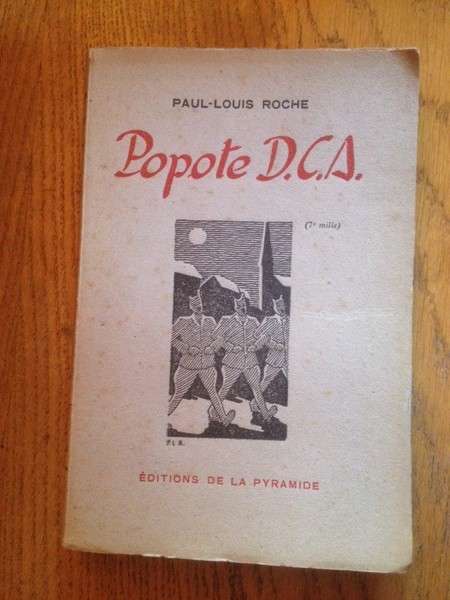 PAUL-LOUIS ROCHE
Popote D.C.A.
(7e mille)
P L R.
ÉDITIONS DE LA PYRAMIDE